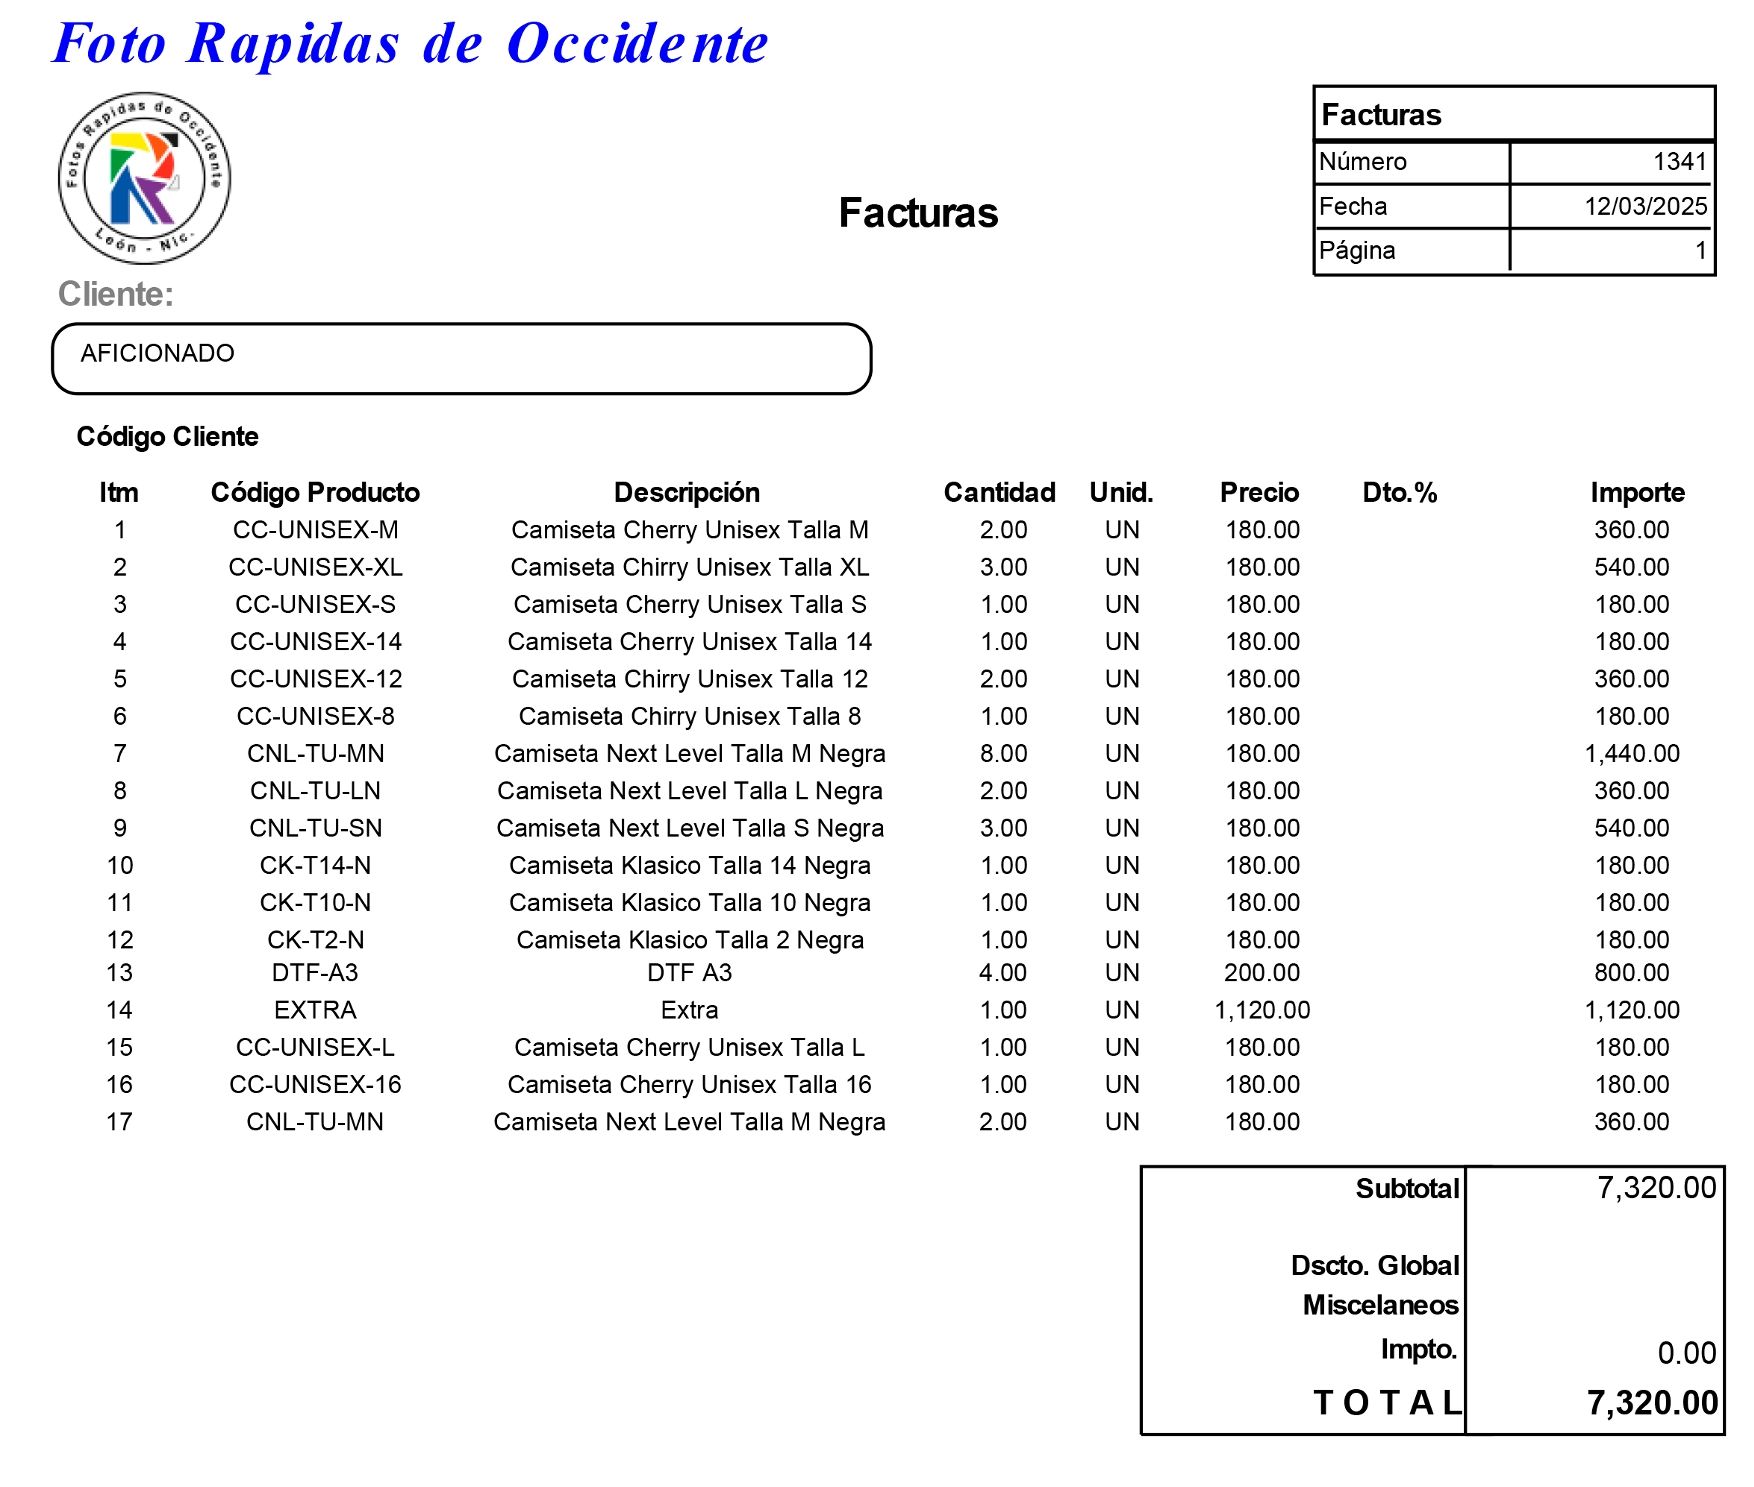 Foto Rapidas de Occidente
Fotos Rapidas de Occidente
León - Nic.
Facturas
Facturas
Número 1341
Fecha 12/03/2025
Página 1
Cliente:
AFICIONADO
Código Cliente
Itm Código Producto Descripción Cantidad Unid. Precio Dto.% Importe
1 CC-UNISEX-M Camiseta Cherry Unisex Talla M 2.00 UN 180.00 360.00
2 CC-UNISEX-XL Camiseta Chirry Unisex Talla XL 3.00 UN 180.00 540.00
3 CC-UNISEX-S Camiseta Cherry Unisex Talla S 1.00 UN 180.00 180.00
4 CC-UNISEX-14 Camiseta Cherry Unisex Talla 14 1.00 UN 180.00 180.00
5 CC-UNISEX-12 Camiseta Chirry Unisex Talla 12 2.00 UN 180.00 360.00
6 CC-UNISEX-8 Camiseta Chirry Unisex Talla 8 1.00 UN 180.00 180.00
7 CNL-TU-MN Camiseta Next Level Talla M Negra 8.00 UN 180.00 1,440.00
8 CNL-TU-LN Camiseta Next Level Talla L Negra 2.00 UN 180.00 360.00
9 CNL-TU-SN Camiseta Next Level Talla S Negra 3.00 UN 180.00 540.00
10 CK-T14-N Camiseta Klasico Talla 14 Negra 1.00 UN 180.00 180.00
11 CK-T10-N Camiseta Klasico Talla 10 Negra 1.00 UN 180.00 180.00
12 CK-T2-N Camiseta Klasico Talla 2 Negra 1.00 UN 180.00 180.00
13 DTF-A3 DTF A3 4.00 UN 200.00 800.00
14 EXTRA Extra 1.00 UN 1,120.00 1,120.00
15 CC-UNISEX-L Camiseta Cherry Unisex Talla L 1.00 UN 180.00 180.00
16 CC-UNISEX-16 Camiseta Cherry Unisex Talla 16 1.00 UN 180.00 180.00
17 CNL-TU-MN Camiseta Next Level Talla M Negra 2.00 UN 180.00 360.00
Subtotal 7,320.00
Dscto. Global
Miscelaneos
Impto. 0.00
T O T A L 7,320.00